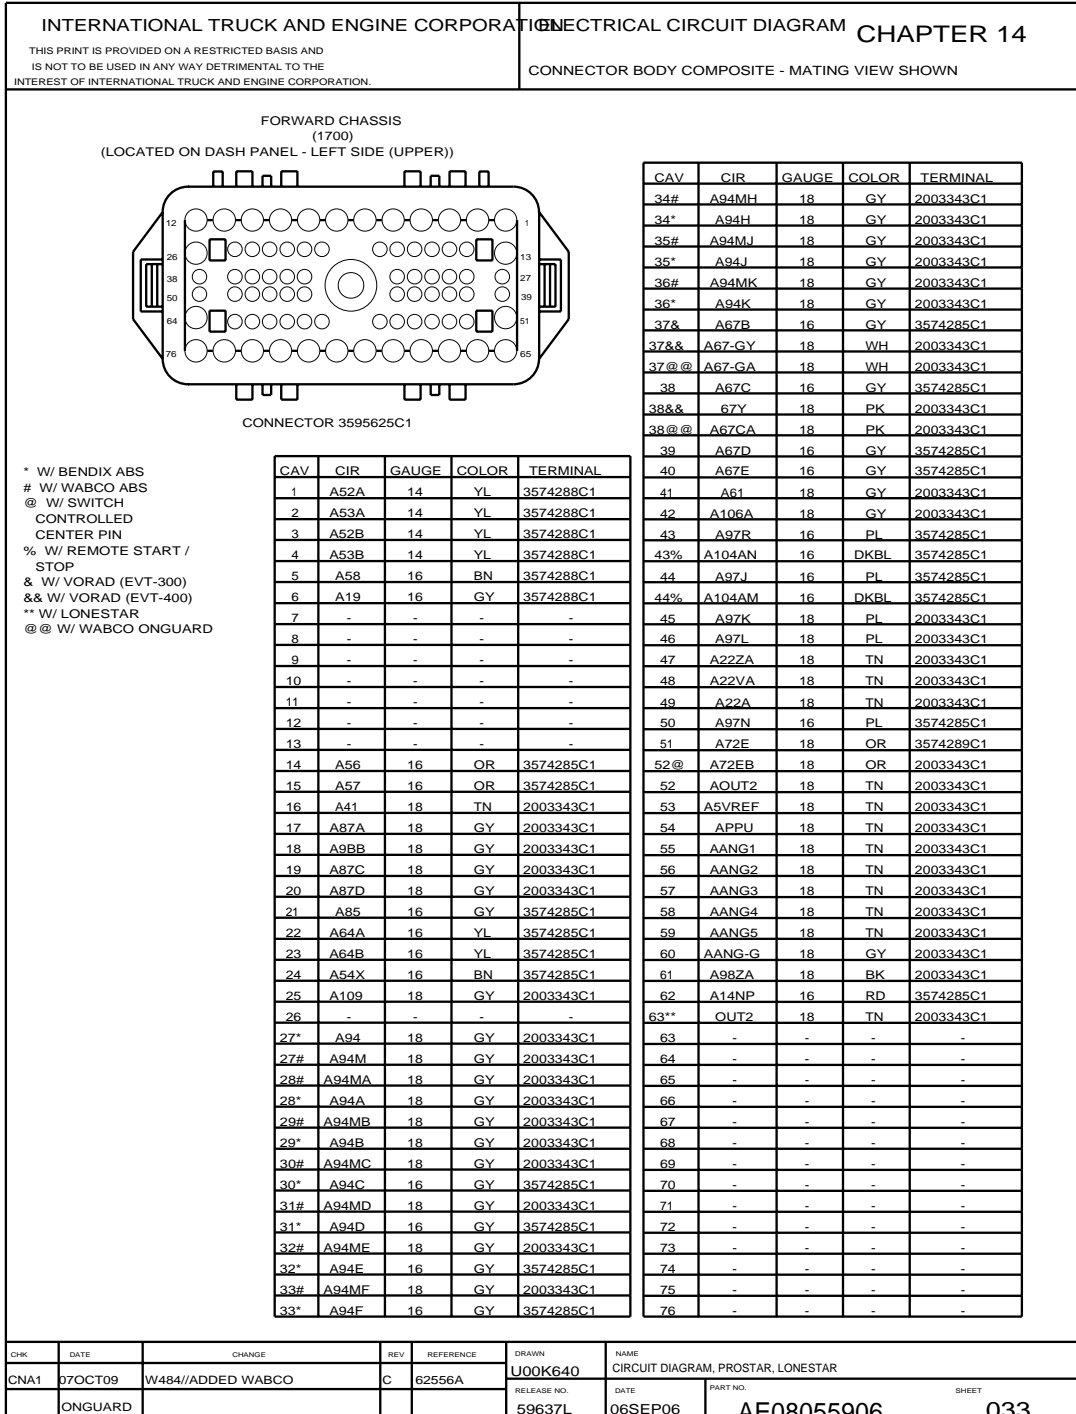 INTERNATIONAL TRUCK AND ENGINE CORPORATION
ELECTRICAL CIRCUIT DIAGRAM CHAPTER 14
THIS PRINT IS PROVIDED ON A RESTRICTED BASIS AND
IS NOT TO BE USED IN ANY WAY DETRIMENTAL TO THE
INTEREST OF INTERNATIONAL TRUCK AND ENGINE CORPORATION.
CONNECTOR BODY COMPOSITE - MATING VIEW SHOWN
FORWARD CHASSIS
(1700)
(LOCATED ON DASH PANEL - LEFT SIDE (UPPER))
12 1
26 13
38 27
50 39
64 51
76 65
CONNECTOR 3595625C1
* W/ BENDIX ABS
# W/ WABCO ABS
@ W/ SWITCH
CONTROLLED
CENTER PIN
% W/ REMOTE START /
STOP
& W/ VORAD (EVT-300)
&& W/ VORAD (EVT-400)
** W/ LONESTAR
@@ W/ WABCO ONGUARD
CAV CIR GAUGE COLOR TERMINAL
1 A52A 14 YL 3574288C1
2 A53A 14 YL 3574288C1
3 A52B 14 YL 3574288C1
4 A53B 14 YL 3574288C1
5 A58 16 BN 3574288C1
6 A19 16 GY 3574288C1
7 - - - -
8 - - - -
9 - - - -
10 - - - -
11 - - - -
12 - - - -
13 - - - -
14 A56 16 OR 3574285C1
15 A57 16 OR 3574285C1
16 A41 18 TN 2003343C1
17 A87A 18 GY 2003343C1
18 A9BB 18 GY 2003343C1
19 A87C 18 GY 2003343C1
20 A87D 18 GY 2003343C1
21 A85 16 GY 3574285C1
22 A64A 16 YL 3574285C1
23 A64B 16 YL 3574285C1
24 A54X 16 BN 3574285C1
25 A109 18 GY 2003343C1
26 - - - -
27* A94 18 GY 2003343C1
27# A94M 18 GY 2003343C1
28# A94MA 18 GY 2003343C1
28* A94A 18 GY 2003343C1
29# A94MB 18 GY 2003343C1
29* A94B 18 GY 2003343C1
30# A94MC 18 GY 2003343C1
30* A94C 16 GY 3574285C1
31# A94MD 18 GY 2003343C1
31* A94D 16 GY 3574285C1
32# A94ME 18 GY 2003343C1
32* A94E 16 GY 3574285C1
33# A94MF 18 GY 2003343C1
33* A94F 16 GY 3574285C1
CAV CIR GAUGE COLOR TERMINAL
34# A94MH 18 GY 2003343C1
34* A94H 18 GY 2003343C1
35# A94MJ 18 GY 2003343C1
35* A94J 18 GY 2003343C1
36# A94MK 18 GY 2003343C1
36* A94K 18 GY 2003343C1
37& A67B 16 GY 3574285C1
37&& A67-GY 18 WH 2003343C1
37@@ A67-GA 18 WH 2003343C1
38 A67C 16 GY 3574285C1
38&& 67Y 18 PK 2003343C1
38@@ A67CA 18 PK 2003343C1
39 A67D 16 GY 3574285C1
40 A67E 16 GY 3574285C1
41 A61 18 GY 2003343C1
42 A106A 18 GY 2003343C1
43 A97R 16 PL 3574285C1
43% A104AN 16 DKBL 3574285C1
44 A97J 16 PL 3574285C1
44% A104AM 16 DKBL 3574285C1
45 A97K 18 PL 2003343C1
46 A97L 18 PL 2003343C1
47 A22ZA 18 TN 2003343C1
48 A22VA 18 TN 2003343C1
49 A22A 18 TN 2003343C1
50 A97N 16 PL 3574285C1
51 A72E 18 OR 3574289C1
52@ A72EB 18 OR 2003343C1
52 AOUT2 18 TN 2003343C1
53 A5VREF 18 TN 2003343C1
54 APPU 18 TN 2003343C1
55 AANG1 18 TN 2003343C1
56 AANG2 18 TN 2003343C1
57 AANG3 18 TN 2003343C1
58 AANG4 18 TN 2003343C1
59 AANG5 18 TN 2003343C1
60 AANG-G 18 GY 2003343C1
61 A98ZA 18 BK 2003343C1
62 A14NP 16 RD 3574285C1
63** OUT2 18 TN 2003343C1
63 - - - -
64 - - - -
65 - - - -
66 - - - -
67 - - - -
68 - - - -
69 - - - -
70 - - - -
71 - - - -
72 - - - -
73 - - - -
74 - - - -
75 - - - -
76 - - - -
CHK DATE CHANGE REV REFERENCE DRAWN NAME
CNA1 07OCT09 W484//ADDED WABCO C 62556A U00K640 CIRCUIT DIAGRAM, PROSTAR, LONESTAR
RELEASE NO. DATE PART NO. SHEET
ONGUARD 59637L 06SEP06 AE08055906 033